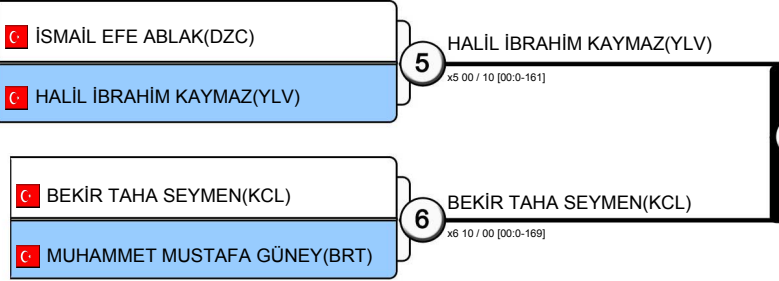 İSMAİL EFE ABLAK(DZC)
HALİL İBRAHİM KAYMAZ(YLV)
5
HALİL İBRAHİM KAYMAZ(YLV)
x5 00 / 10 [00:0-161]
BEKİR TAHA SEYMEN(KCL)
MUHAMMET MUSTAFA GÜNEY(BRT)
6
BEKİR TAHA SEYMEN(KCL)
x6 10 / 00 [00:0-169]